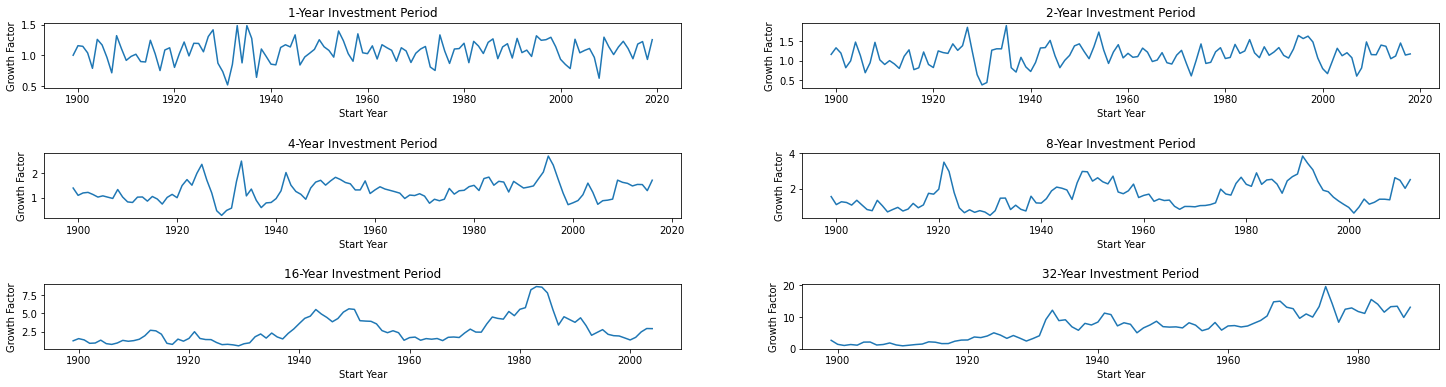 1-Year Investment Period
Growth Factor
1.5
1.0
0.5
1900 1920 1940 1960 1980 2000 2020
Start Year
2-Year Investment Period
Growth Factor
1.5
1.0
0.5
1900 1920 1940 1960 1980 2000 2020
Start Year
4-Year Investment Period
Growth Factor
2
1
1900 1920 1940 1960 1980 2000 2020
Start Year
8-Year Investment Period
Growth Factor
4
2
1900 1920 1940 1960 1980 2000
Start Year
16-Year Investment Period
Growth Factor
7.5
5.0
2.5
1900 1920 1940 1960 1980 2000
Start Year
32-Year Investment Period
Growth Factor
20
10
0
1900 1920 1940 1960 1980
Start Year